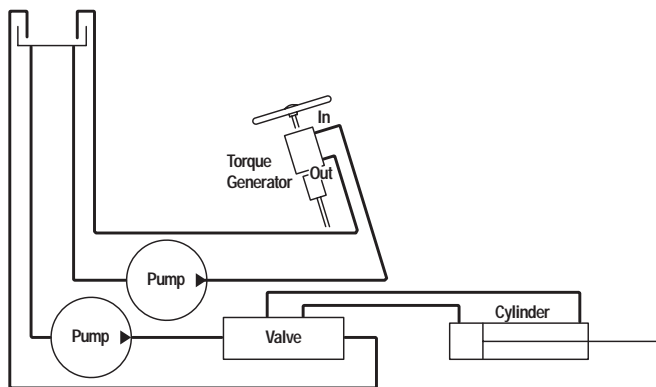 In
Torque
Generator
Out
Pump
Cylinder
Pump
Valve